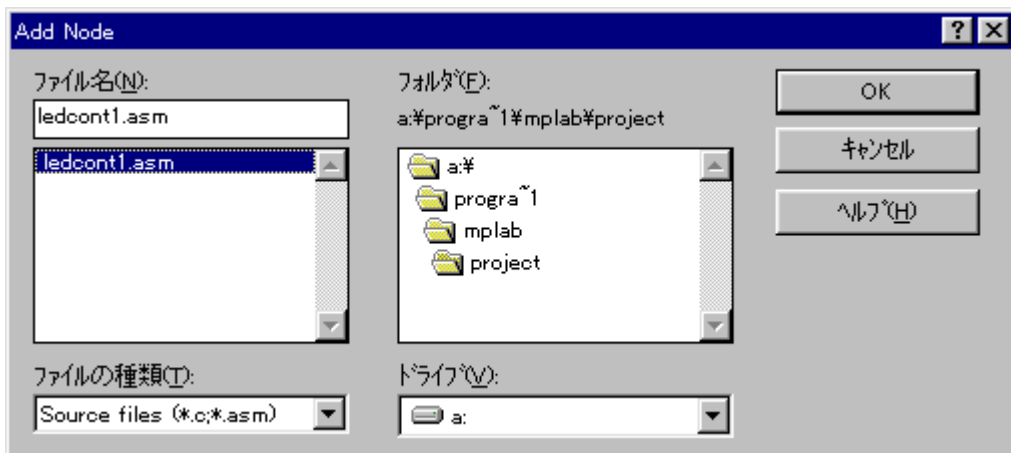 Add Node
ファイル名(N):
ledcont1.asm
ledcont1.asm
ファイルの種類(T):
Source files (*.c;*.asm)
フォルダ(F):
a:¥progra~1¥mplab¥project
a:¥
progra~1
mplab
project
ドライブ(V):
a:
OK
キャンセル
ヘルプ(H)